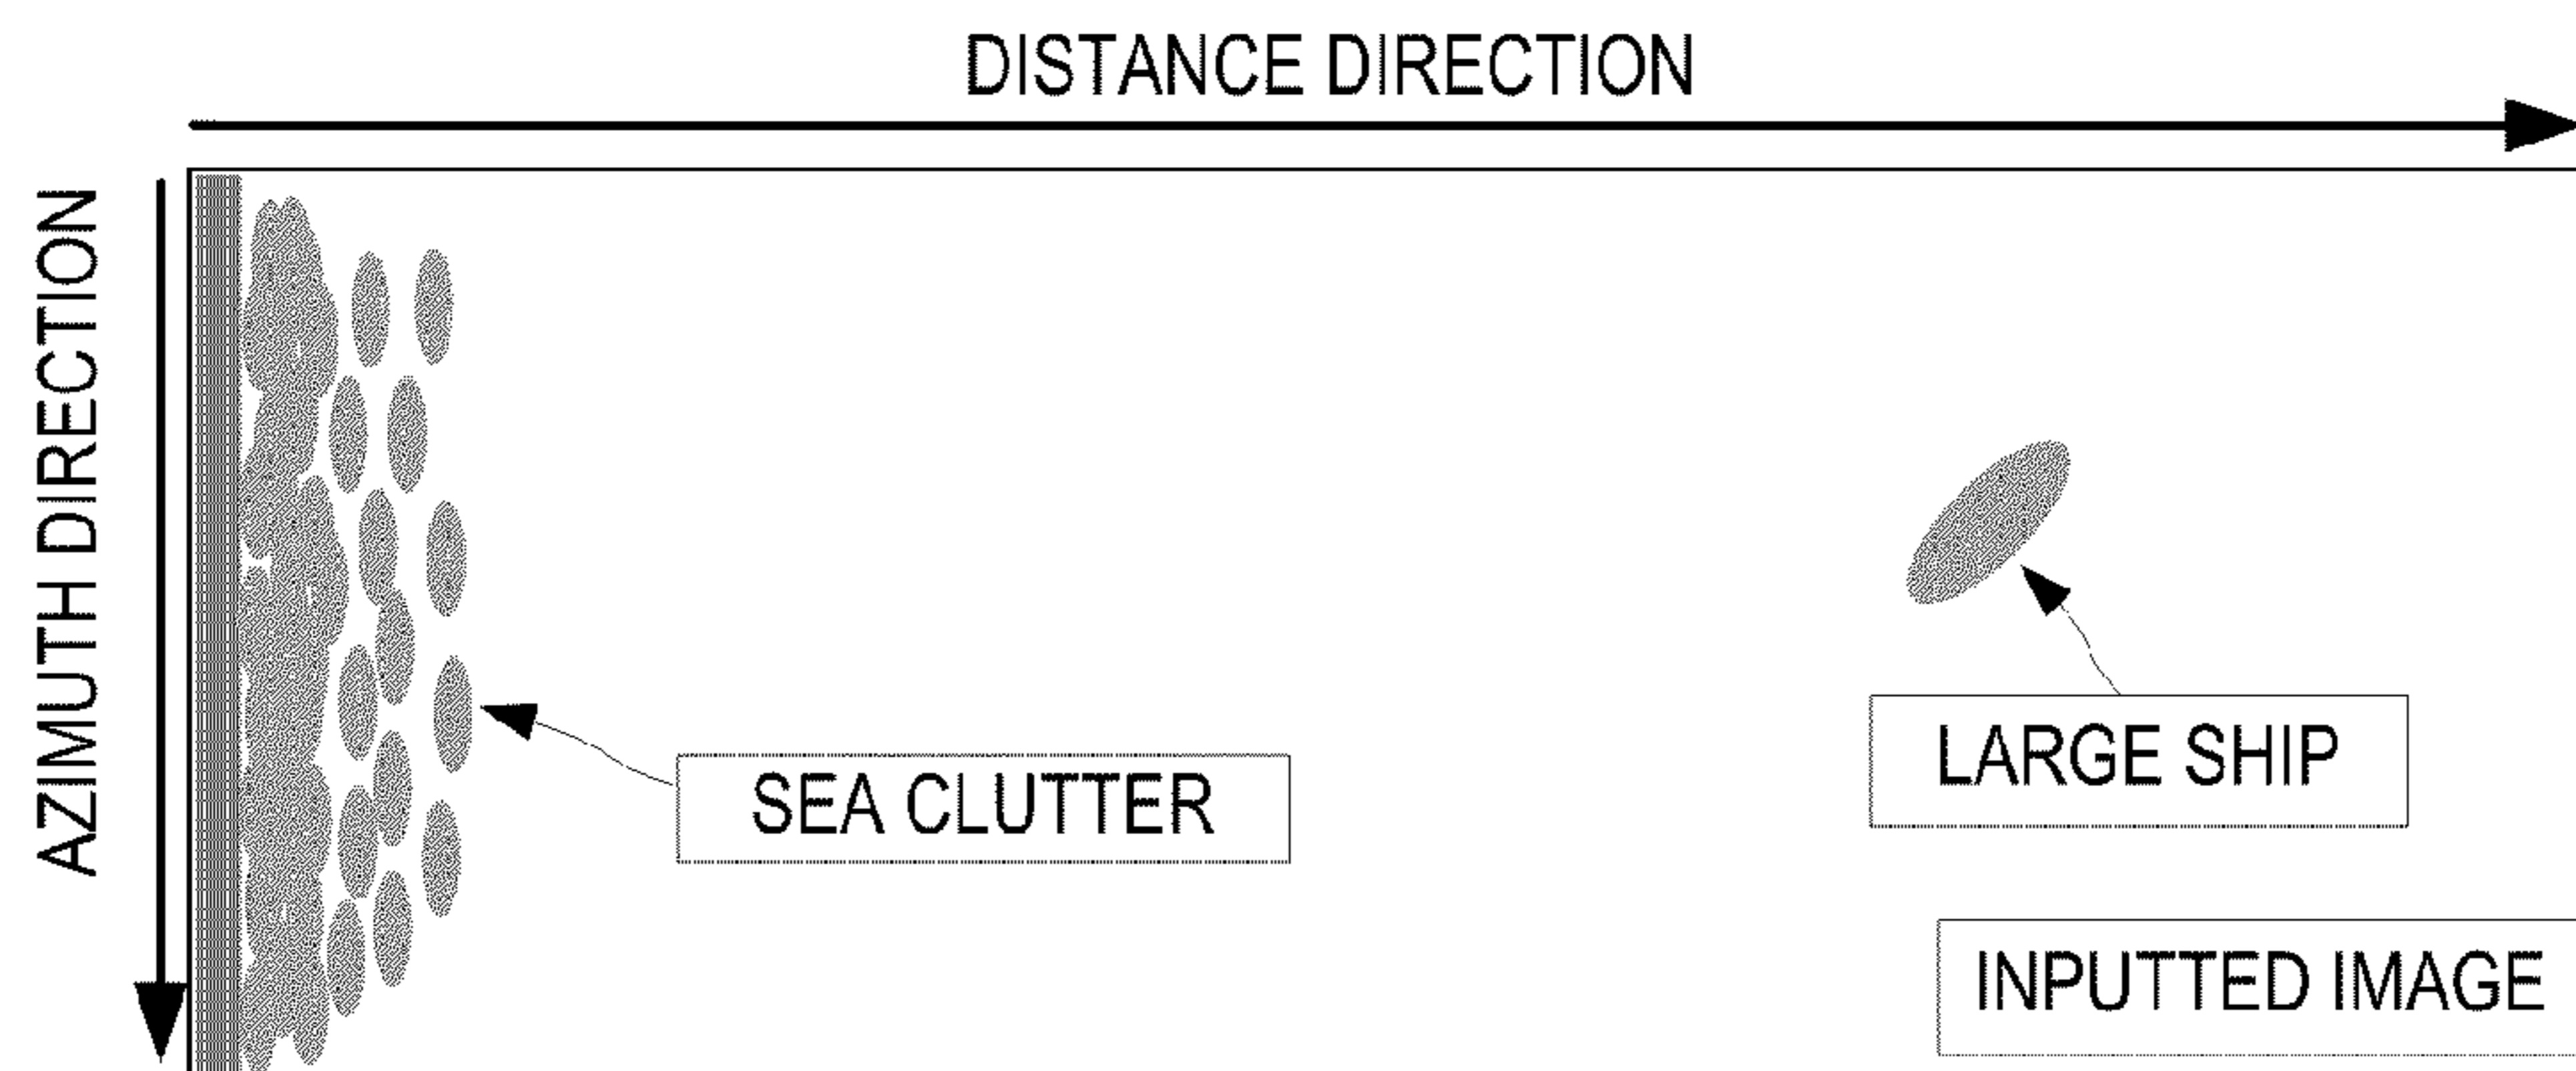 DISTANCE DIRECTION
AZIMUTH DIRECTION
SEA CLUTTER
LARGE SHIP
INPUTTED IMAGE